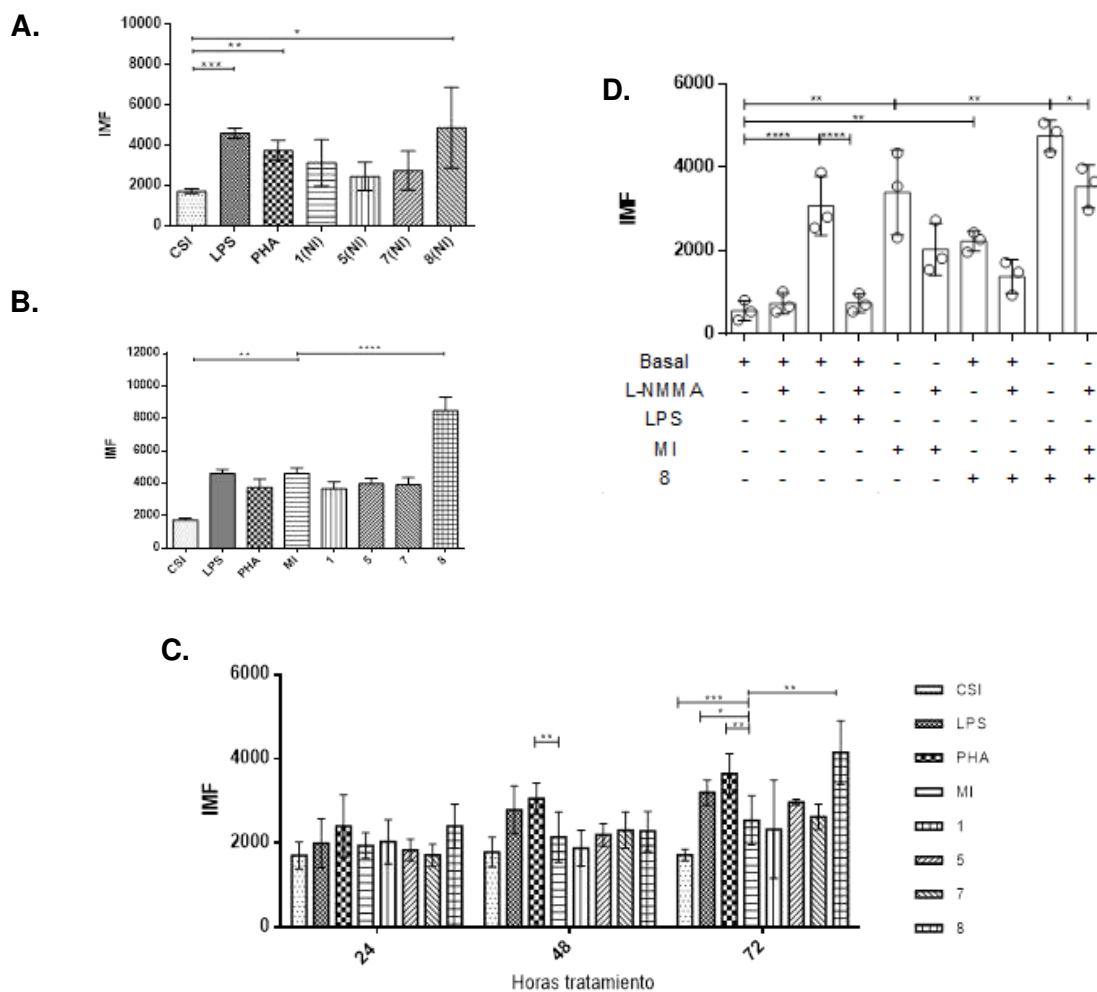 A.
10000
8000
6000
4000
2000
0
IMF
*
**
***
CSI LPS PHA 1(NI) 5(NI) 7(NI) 8(NI)
B.
12000
10000
8000
6000
4000
2000
0
IMF
** ****
CSI LPS PHA MI 1 5 7 8
D.
6000
4000
2000
0
IMF
** ** *
**
**** ****
Basal + + + + - - + + - -
L-NMMA - + - + - + - + - +
LPS - - + + - - - - - -
MI - - - - + + - - + +
8 - - - - - - + + + +
C.
6000
4000
2000
0
IMF
**
*** **
*
**
24 48 72
Horas tratamiento
CSI
LPS
PHA
MI
1
5
7
8